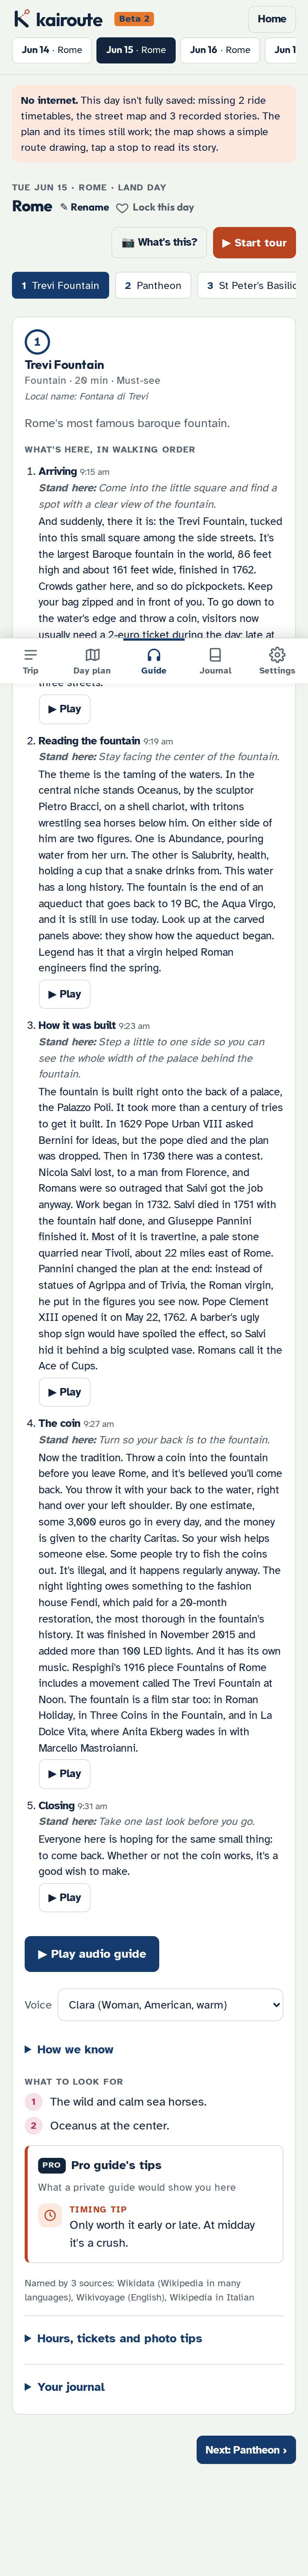 kairoute Beta 2 Home
Jun 14 · Rome Jun 15 · Rome Jun 16 · Rome Jun 1
No internet. This day isn't fully saved: missing 2 ride
timetables, the street map and 3 recorded stories. The
plan and its times still work; the map shows a simple
route drawing, tap a stop to read its story.
TUE JUN 15 · ROME · LAND DAY
Rome ✎ Rename Lock this day
📷 What's this? ▶ Start tour
1 Trevi Fountain 2 Pantheon 3 St Peter's Basilic
1
Trevi Fountain
Fountain · 20 min · Must-see
Local name: Fontana di Trevi
Rome's most famous baroque fountain.
WHAT'S HERE, IN WALKING ORDER
1. Arriving 9:15 am
Stand here: Come into the little square and find a
spot with a clear view of the fountain.
And suddenly, there it is: the Trevi Fountain, tucked
into this small square among the side streets. It's
the largest Baroque fountain in the world, 86 feet
high and about 161 feet wide, finished in 1762.
Crowds gather here, and so do pickpockets. Keep
your bag zipped and in front of you. To go down to
the water's edge and throw a coin, visitors now
usually need a 2-euro ticket during the day; late at
Trip Day plan Guide Journal Settings
three streets.
▶ Play
2. Reading the fountain 9:19 am
Stand here: Stay facing the center of the fountain.
The theme is the taming of the waters. In the
central niche stands Oceanus, by the sculptor
Pietro Bracci, on a shell chariot, with tritons
wrestling sea horses below him. On either side of
him are two figures. One is Abundance, pouring
water from her urn. The other is Salubrity, health,
holding a cup that a snake drinks from. This water
has a long history. The fountain is the end of an
aqueduct that goes back to 19 BC, the Aqua Virgo,
and it is still in use today. Look up at the carved
panels above: they show how the aqueduct began.
Legend has it that a virgin helped Roman
engineers find the spring.
▶ Play
3. How it was built 9:23 am
Stand here: Step a little to one side so you can
see the whole width of the palace behind the
fountain.
The fountain is built right onto the back of a palace,
the Palazzo Poli. It took more than a century of tries
to get it built. In 1629 Pope Urban VIII asked
Bernini for ideas, but the pope died and the plan
was dropped. Then in 1730 there was a contest.
Nicola Salvi lost, to a man from Florence, and
Romans were so outraged that Salvi got the job
anyway. Work began in 1732. Salvi died in 1751 with
the fountain half done, and Giuseppe Pannini
finished it. Most of it is travertine, a pale stone
quarried near Tivoli, about 22 miles east of Rome.
Pannini changed the plan at the end: instead of
statues of Agrippa and of Trivia, the Roman virgin,
he put in the figures you see now. Pope Clement
XIII opened it on May 22, 1762. A barber's ugly
shop sign would have spoiled the effect, so Salvi
hid it behind a big sculpted vase. Romans call it the
Ace of Cups.
▶ Play
4. The coin 9:27 am
Stand here: Turn so your back is to the fountain.
Now the tradition. Throw a coin into the fountain
before you leave Rome, and it's believed you'll come
back. You throw it with your back to the water, right
hand over your left shoulder. By one estimate,
some 3,000 euros go in every day, and the money
is given to the charity Caritas. So your wish helps
someone else. Some people try to fish the coins
out. It's illegal, and it happens regularly anyway. The
night lighting owes something to the fashion
house Fendi, which paid for a 20-month
restoration, the most thorough in the fountain's
history. It was finished in November 2015 and
added more than 100 LED lights. And it has its own
music. Respighi's 1916 piece Fountains of Rome
includes a movement called The Trevi Fountain at
Noon. The fountain is a film star too: in Roman
Holiday, in Three Coins in the Fountain, and in La
Dolce Vita, where Anita Ekberg wades in with
Marcello Mastroianni.
▶ Play
5. Closing 9:31 am
Stand here: Take one last look before you go.
Everyone here is hoping for the same small thing:
to come back. Whether or not the coin works, it's a
good wish to make.
▶ Play
▶ Play audio guide
Voice Clara (Woman, American, warm)
▶ How we know
WHAT TO LOOK FOR
1 The wild and calm sea horses.
2 Oceanus at the center.
PRO Pro guide's tips
What a private guide would show you here
TIMING TIP
Only worth it early or late. At midday
it's a crush.
Named by 3 sources: Wikidata (Wikipedia in many
languages), Wikivoyage (English), Wikipedia in Italian
▶ Hours, tickets and photo tips
▶ Your journal
Next: Pantheon ›